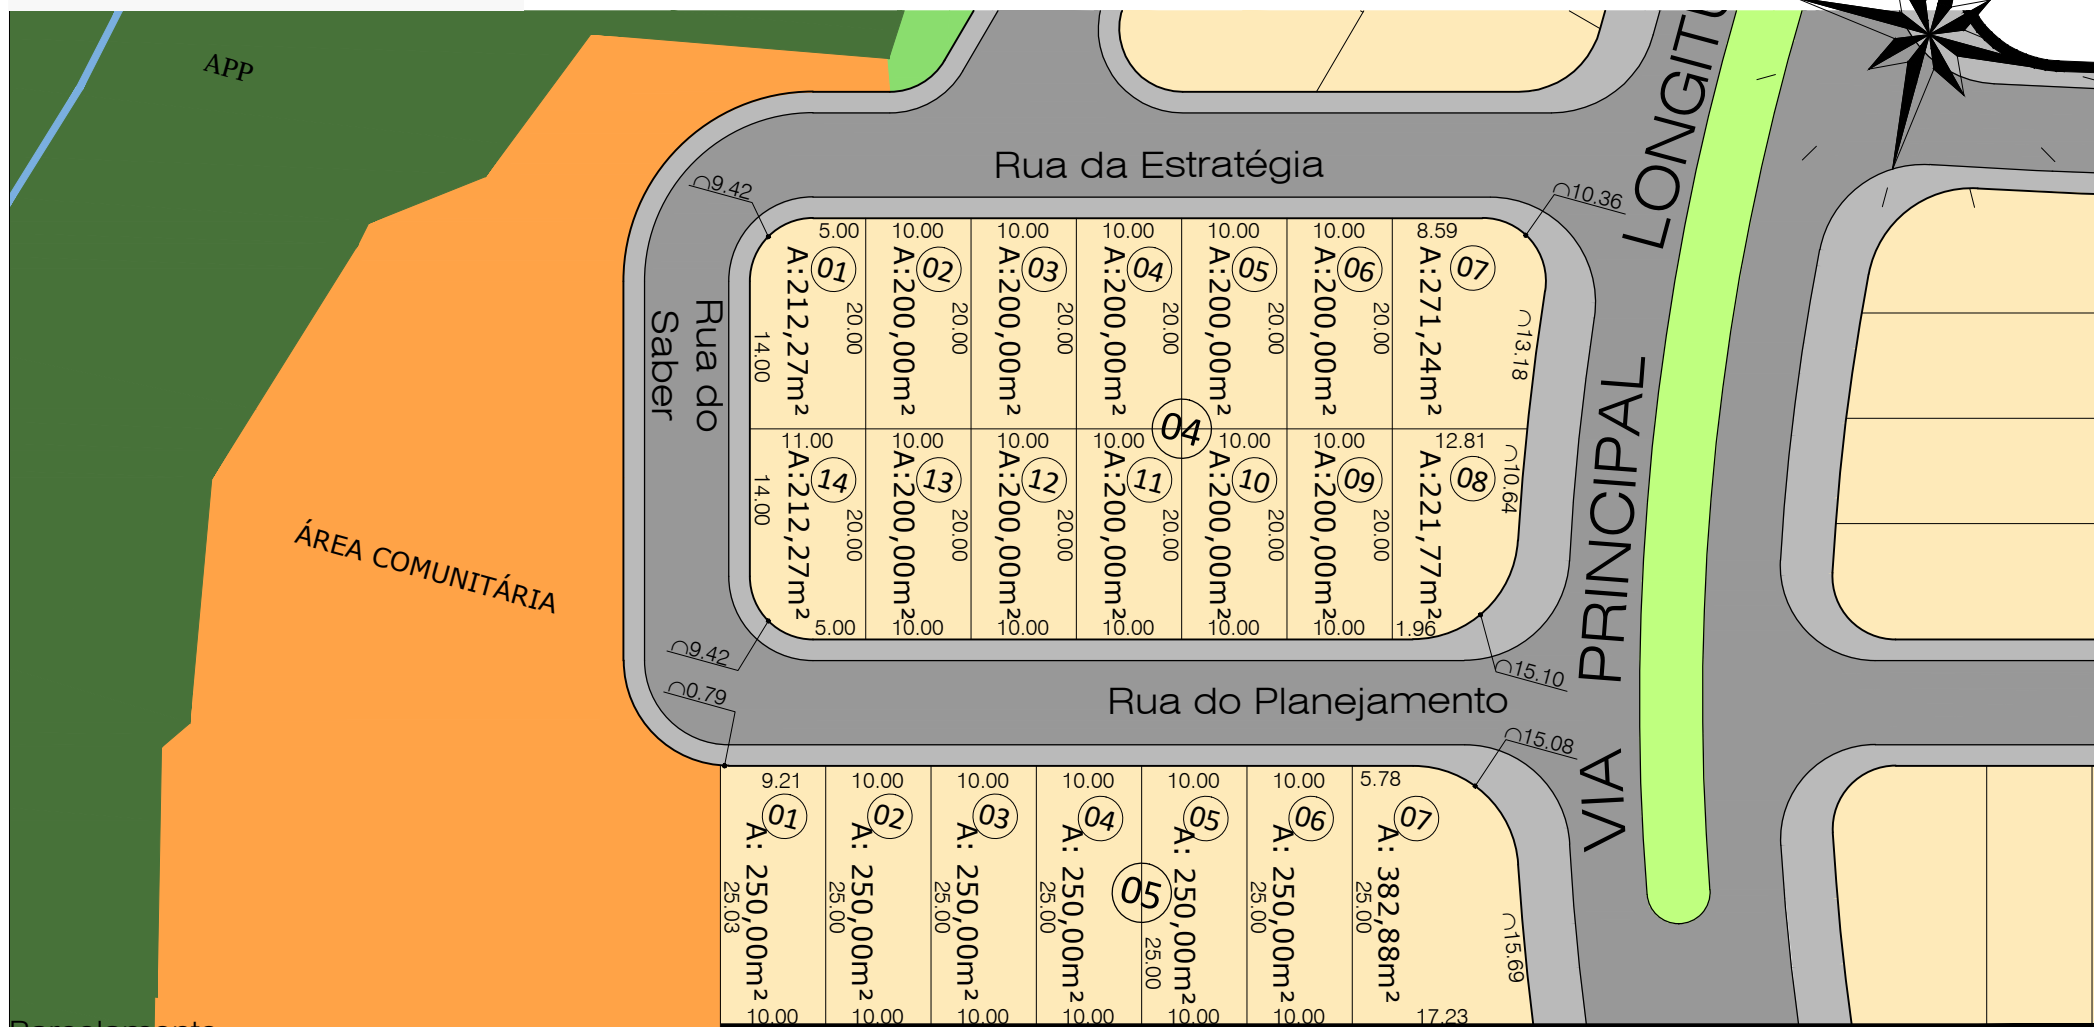 APP
LONGITU
Rua da Estratégia
9.42
10.36
5.00 10.00 10.00 10.00 10.00 10.00 8.59
01 02 03 04 05 06 07
A:212,27m² A:200,00m² A:200,00m² A:200,00m² A:200,00m² A:200,00m² A:271,24m²
14.00 20.00 20.00 20.00 20.00 20.00 20.00 13.18
Rua do
Saber
04
11.00 10.00 10.00 10.00 10.00 10.00 12.81
14 13 12 11 10 09 08
A:212,27m² A:200,00m² A:200,00m² A:200,00m² A:200,00m² A:200,00m² A:221,77m²
14.00 20.00 20.00 20.00 20.00 20.00 20.00 10.64
5.00 10.00 10.00 10.00 10.00 10.00 1.96
VIA PRINCIPAL
ÁREA COMUNITÁRIA
9.42
0.79
15.10
Rua do Planejamento
15.08
9.21 10.00 10.00 10.00 10.00 10.00 5.78
01 02 03 04 05 06 07
A: 250,00m² A: 250,00m² A: 250,00m² A: 250,00m² A: 250,00m² A: 250,00m² A: 382,88m²
25.03 25.00 25.00 25.00 25.00 25.00 25.00 15.69
05
10.00 10.00 10.00 10.00 10.00 10.00 17.23